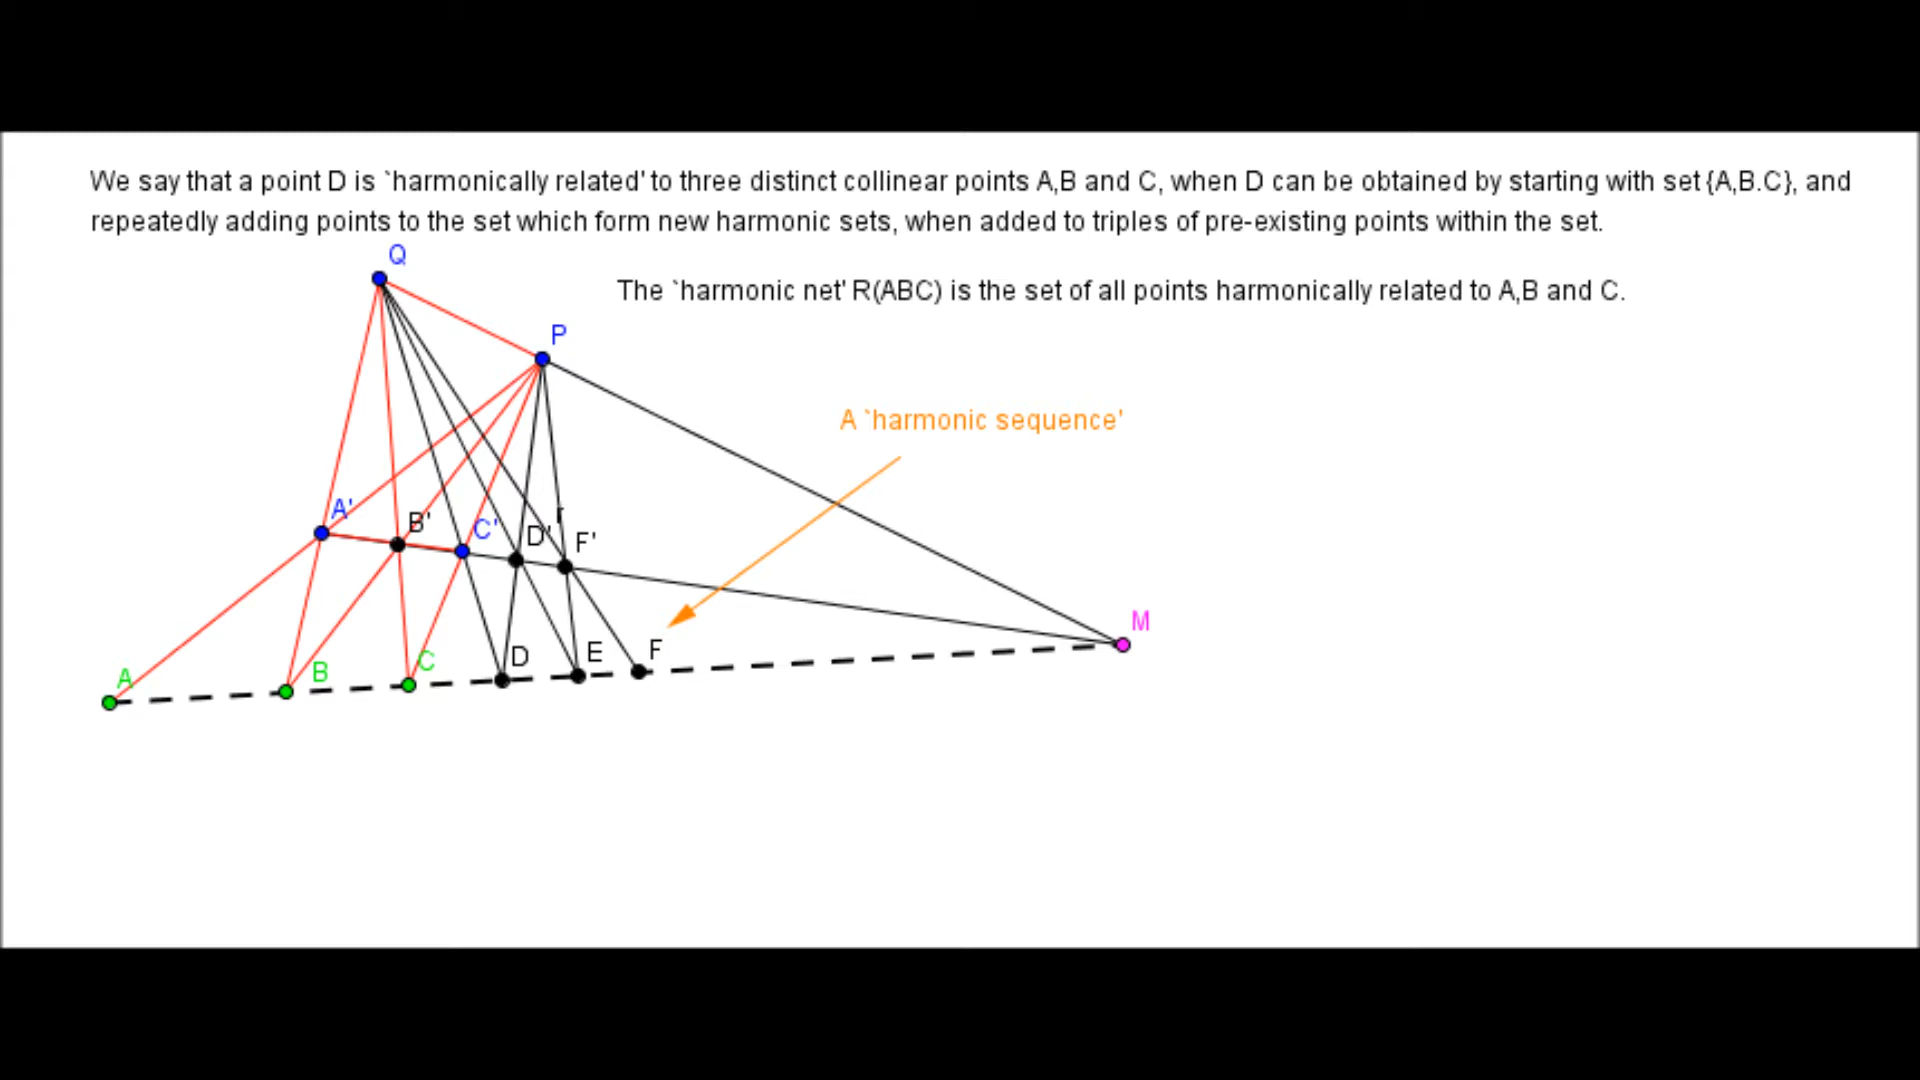 We say that a point D is `harmonically related' to three distinct collinear points A,B and C, when D can be obtained by starting with set {A,B.C}, and
repeatedly adding points to the set which form new harmonic sets, when added to triples of pre-existing points within the set.
Q
The `harmonic net' R(ABC) is the set of all points harmonically related to A,B and C.
P
A `harmonic sequence'
A'
B'
C'
D'
r
F'
M
A
B
C
D
E
F